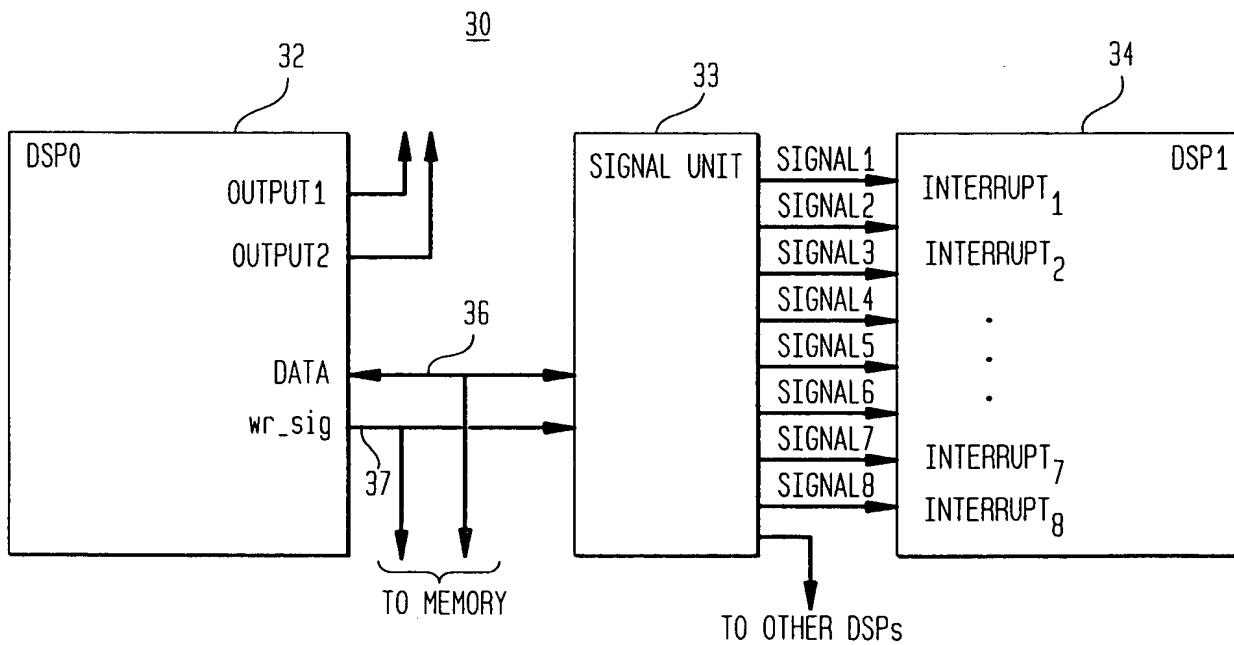 30
32
33
34
DSP0
SIGNAL UNIT
DSP1
OUTPUT1
OUTPUT2
36
DATA
wr_sig
37
TO MEMORY
SIGNAL1
SIGNAL2
SIGNAL3
SIGNAL4
SIGNAL5
SIGNAL6
SIGNAL7
SIGNAL8
INTERRUPT1
INTERRUPT2
.
.
.
INTERRUPT7
INTERRUPT8
TO OTHER DSPs